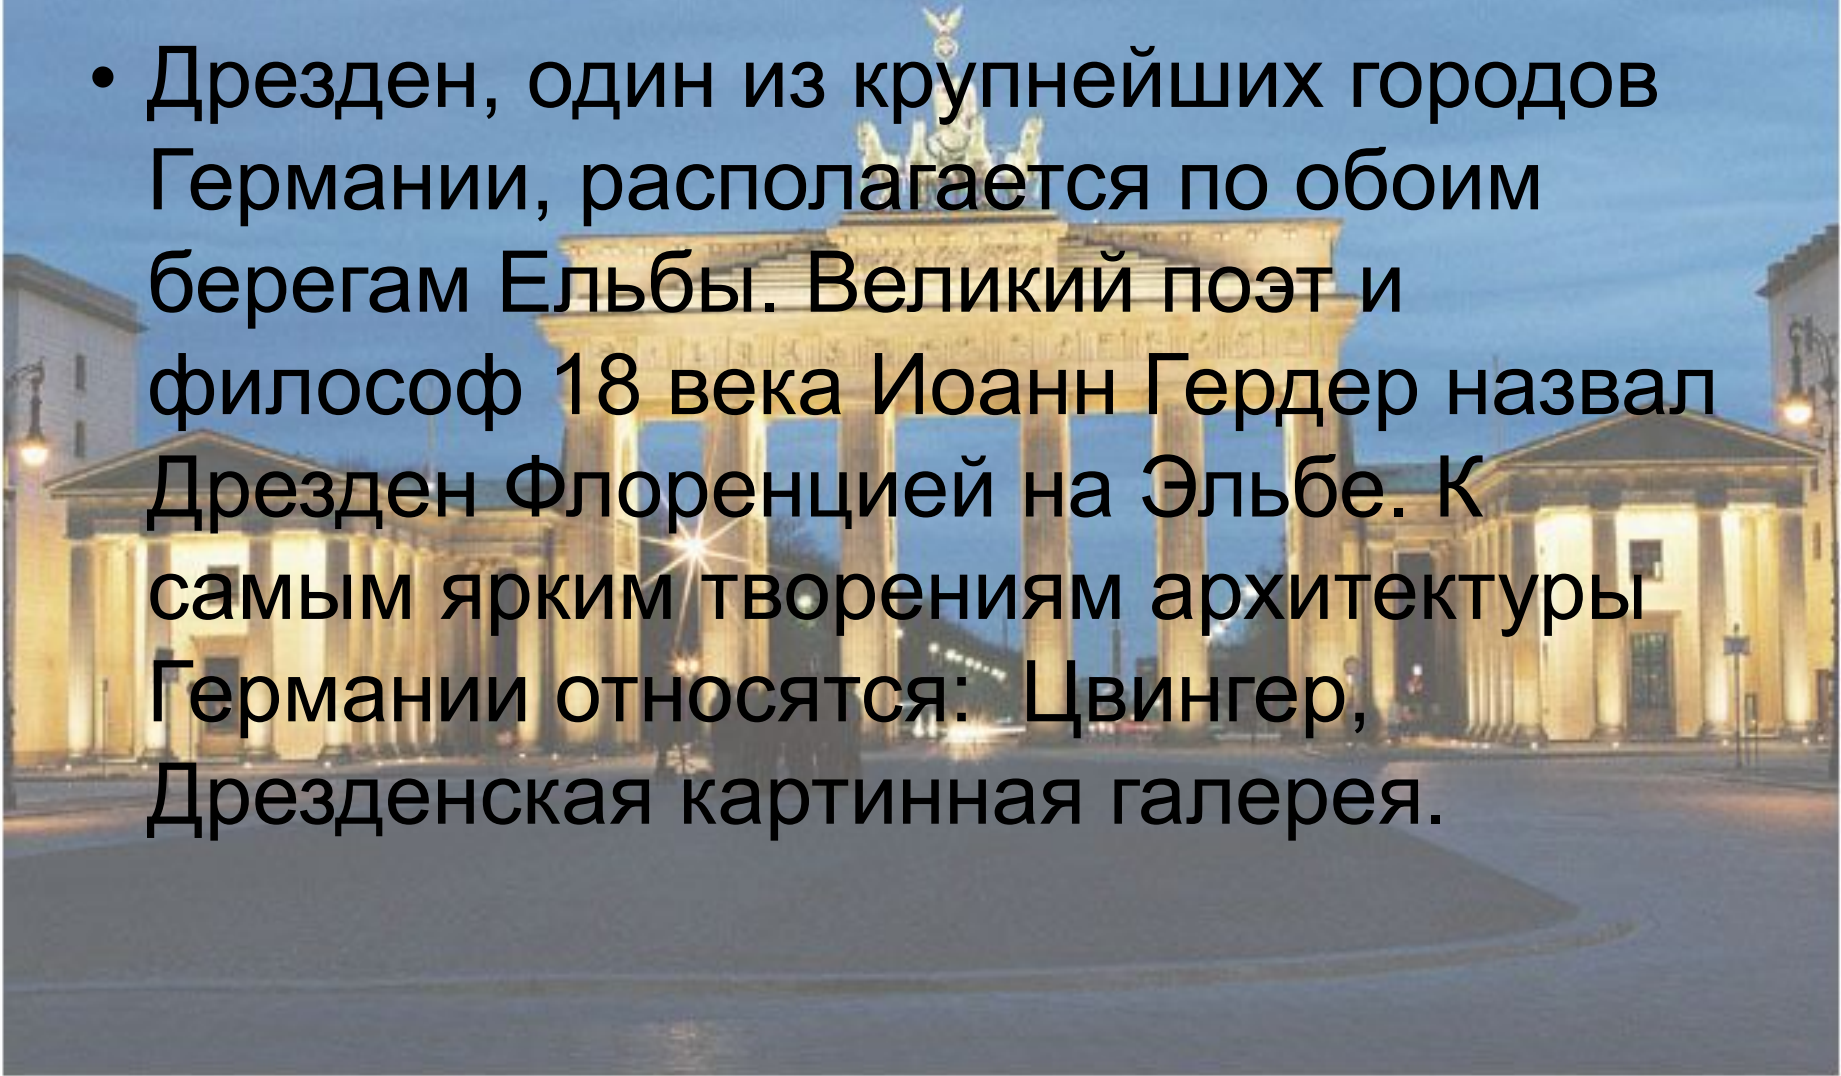 • Дрезден, один из крупнейших городов
Германии, располагается по обоим
берегам Ельбы. Великий поэт и
философ 18 века Иоанн Гердер назвал
Дрезден Флоренцией на Эльбе. К
самым ярким творениям архитектуры
Германии относятся:  Цвингер,
Дрезденская картинная галерея.